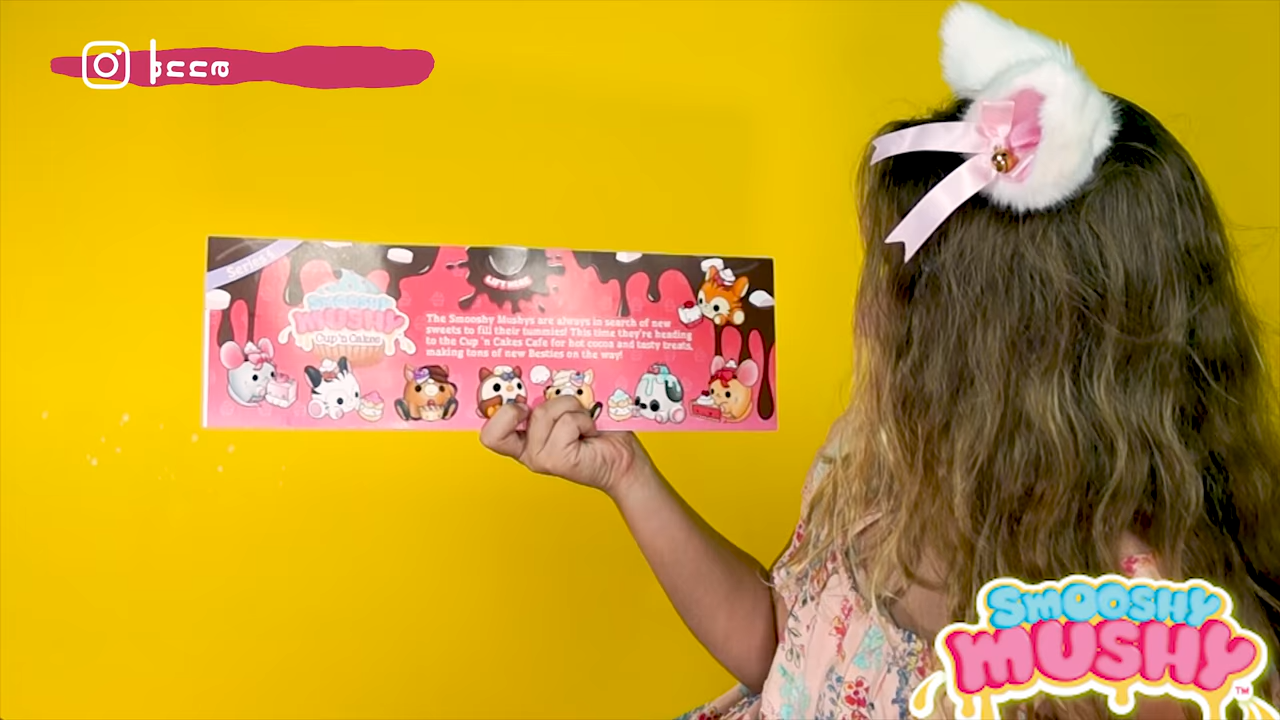 Series 5
SMOOSHY
MUSHY
Cup 'n Cakes
LIFT HERE
The Smooshy Mushys are always in search of new
sweets to fill their tummies! This time they're heading
to the Cup 'n Cakes Cafe for hot cocoa and tasty treats,
making tons of new Besties on the way!
SMOOSHY
MUSHY™